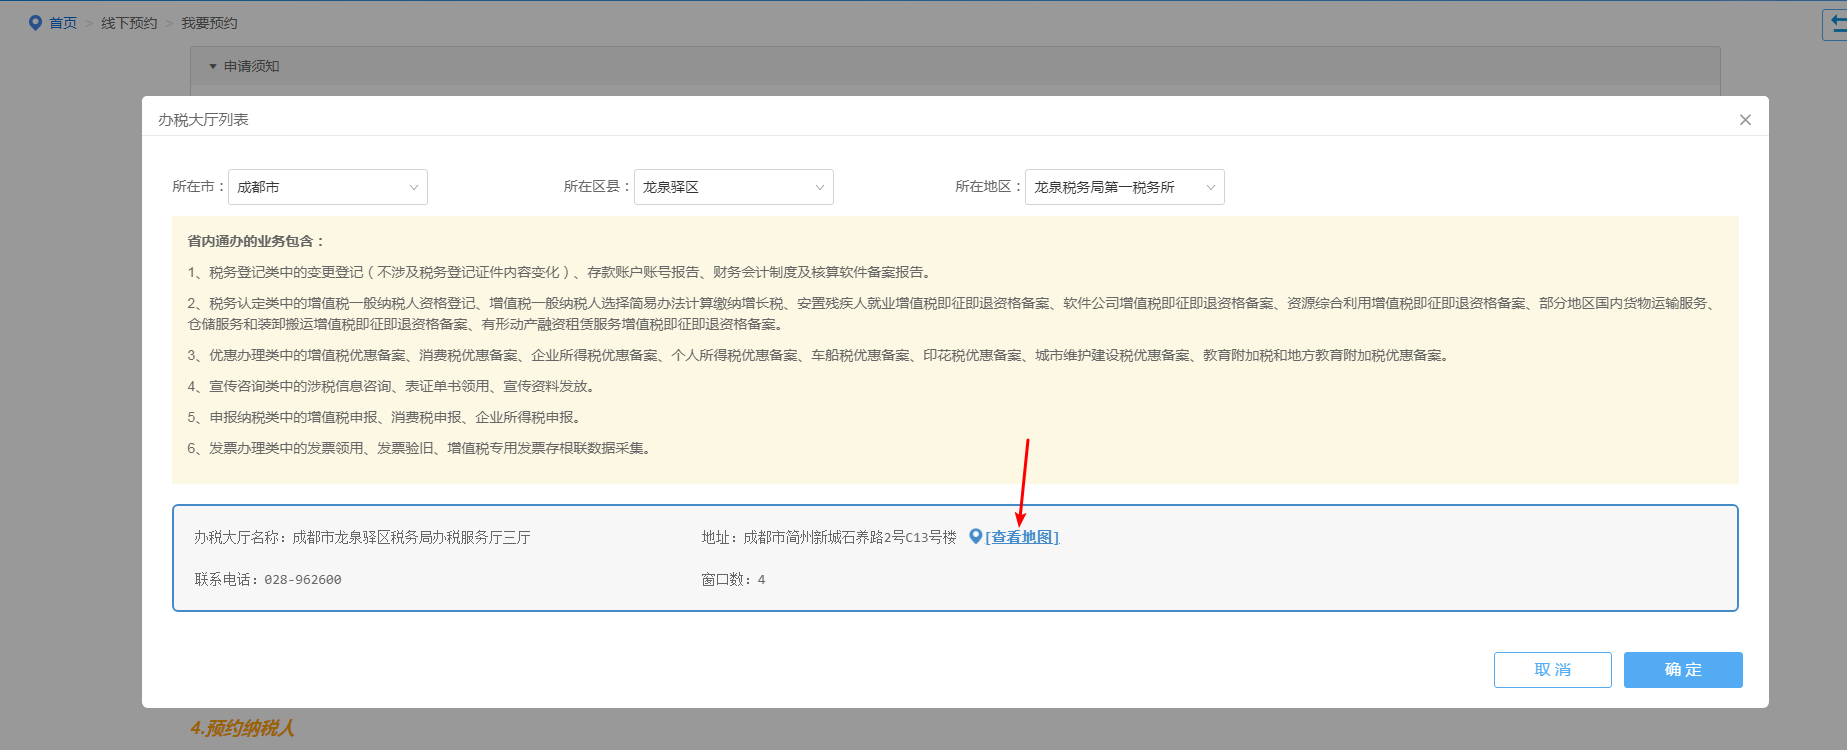 首页 > 线下预约 > 我要预约
申请须知
办税大厅列表
所在市： 成都市 所在区县： 龙泉驿区 所在地区： 龙泉税务局第一税务所
省内通办的业务包含：
1、税务登记类中的变更登记（不涉及税务登记证件内容变化）、存款账户账号报告、财务会计制度及核算软件备案报告。
2、税务认定类中的增值税一般纳税人资格登记、增值税一般纳税人选择简易办法计算缴纳增长税、安置残疾人就业增值税即征即退资格备案、软件公司增值税即征即退资格备案、资源综合利用增值税即征即退资格备案、部分地区国内货物运输服务、
仓储服务和装卸搬运增值税即征即退资格备案、有形动产融资租赁服务增值税即征即退资格备案。
3、优惠办理类中的增值税优惠备案、消费税优惠备案、企业所得税优惠备案、个人所得税优惠备案、车船税优惠备案、印花税优惠备案、城市维护建设税优惠备案、教育附加税和地方教育附加税优惠备案。
4、宣传咨询类中的涉税信息咨询、表证单书领用、宣传资料发放。
5、申报纳税类中的增值税申报、消费税申报、企业所得税申报。
6、发票办理类中的发票领用、发票验旧、增值税专用发票存根联数据采集。
办税大厅名称：成都市龙泉驿区税务局办税服务厅三厅 地址：成都市简州新城石养路2号C13号楼 [查看地图]
联系电话：028-962600 窗口数：4
取消 确定
4.预约纳税人